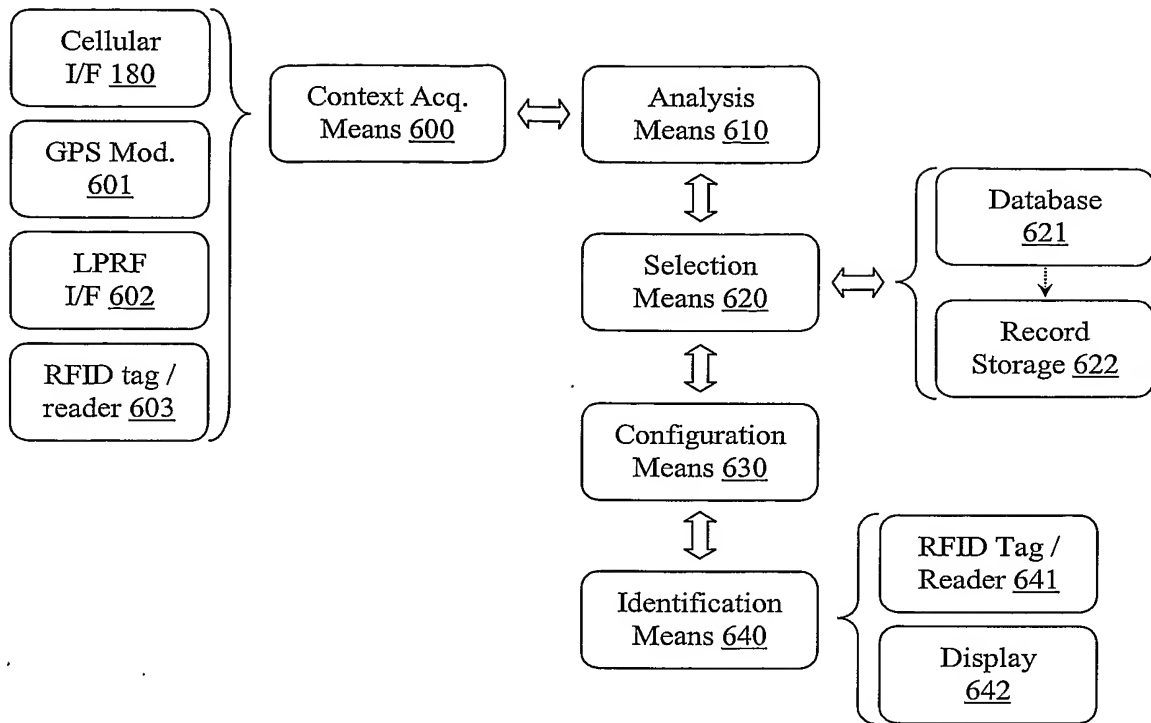 Cellular
I/F 180
GPS Mod.
601
LPRF
I/F 602
RFID tag /
reader 603
Context Acq.
Means 600
Analysis
Means 610
Selection
Means 620
Database
621
Record
Storage 622
Configuration
Means 630
Identification
Means 640
RFID Tag /
Reader 641
Display
642